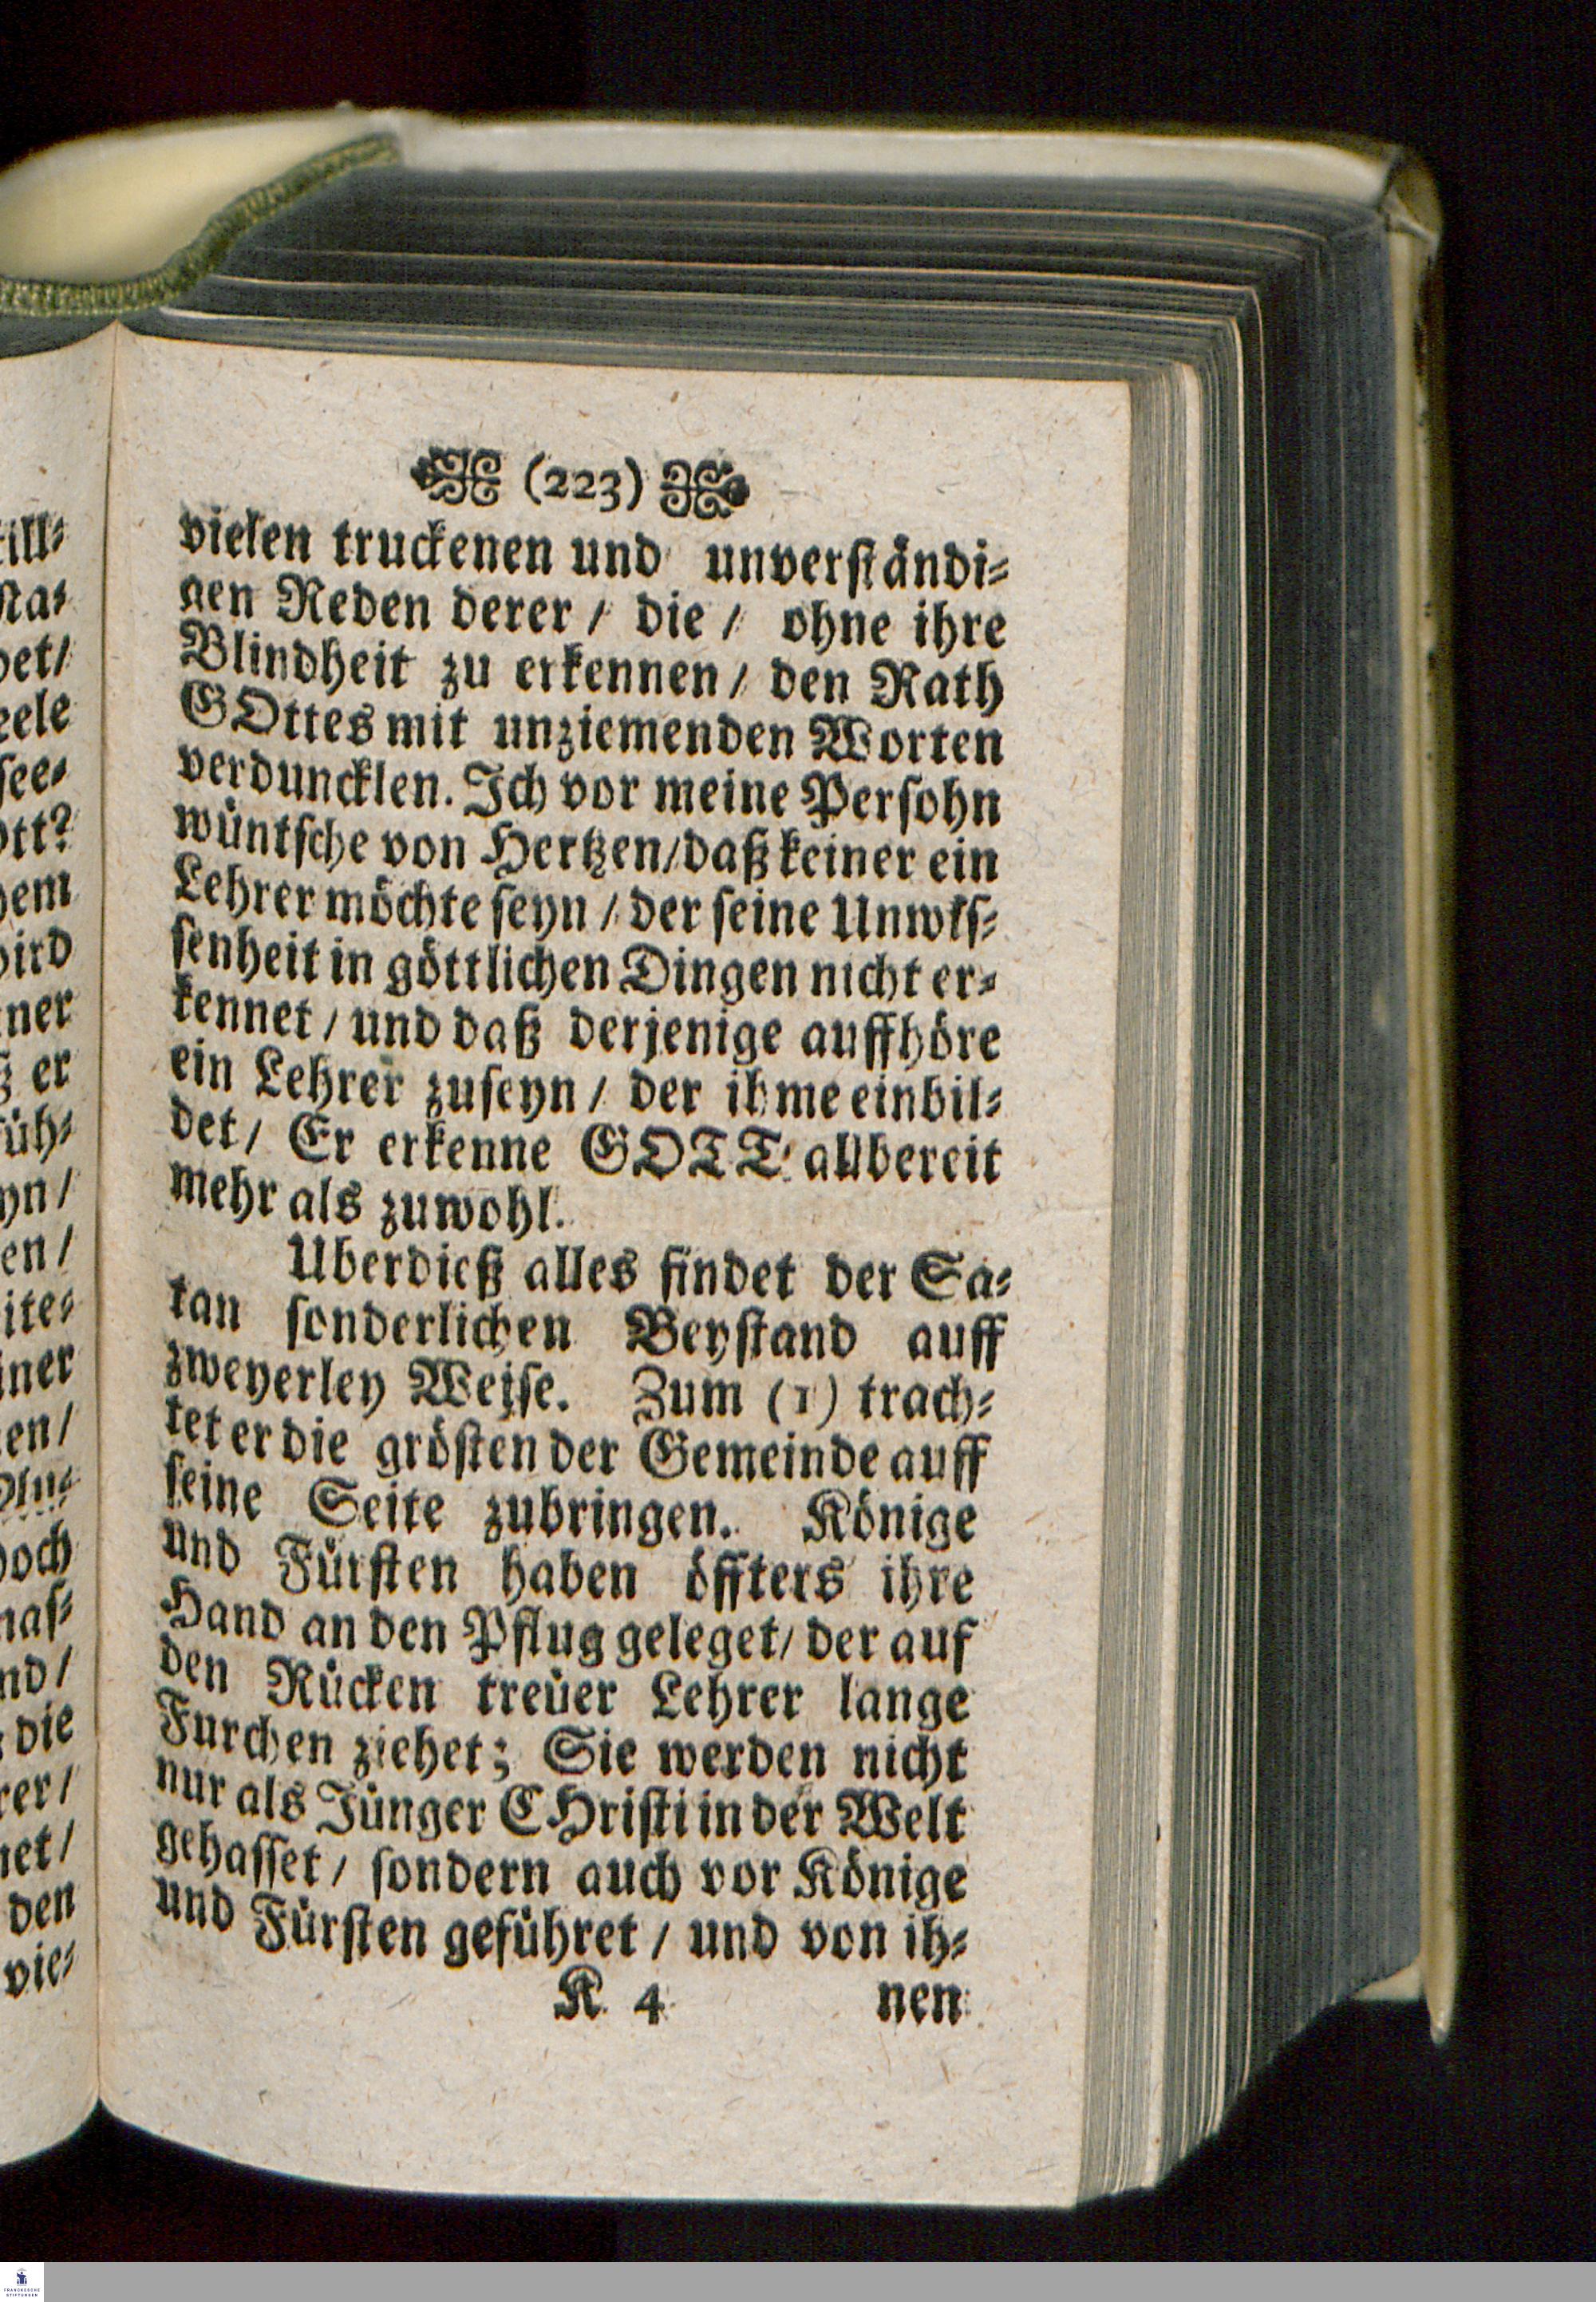 (223)
vielen truckenen und unverständi-
gen Reden derer / die / ohne ihre
Blindheit zu erkennen / den Rath
GOttes mit unziemenden Worten
verduncklen. Ich vor meine Persohn
wüntsche von Hertzen/daß keiner ein
Lehrer möchte seyn / der seine Unwis-
senheit in göttlichen Dingen nicht er-
kennet / und daß derjenige auffhöre
ein Lehrer zuseyn / der ihme einbil-
det / Er erkenne GOTT allbereit
mehr als zuwohl.
Uberdieß alles findet der Sa-
tan sonderlichen Beystand auff
zweyerley Weise. Zum (1) trach-
tet er die grösten der Gemeinde auff
seine Seite zubringen. Könige
und Fürsten haben öffters ihre
Hand an den Pflug geleget / der auf
den Rücken treüer Lehrer lange
Furchen ziehet; Sie werden nicht
nur als Jünger CHristi in der Welt
gehasset / sondern auch vor Könige
und Fürsten geführet / und von ih-
K 4 nen
FRANCKESCHE
STIFTUNGEN